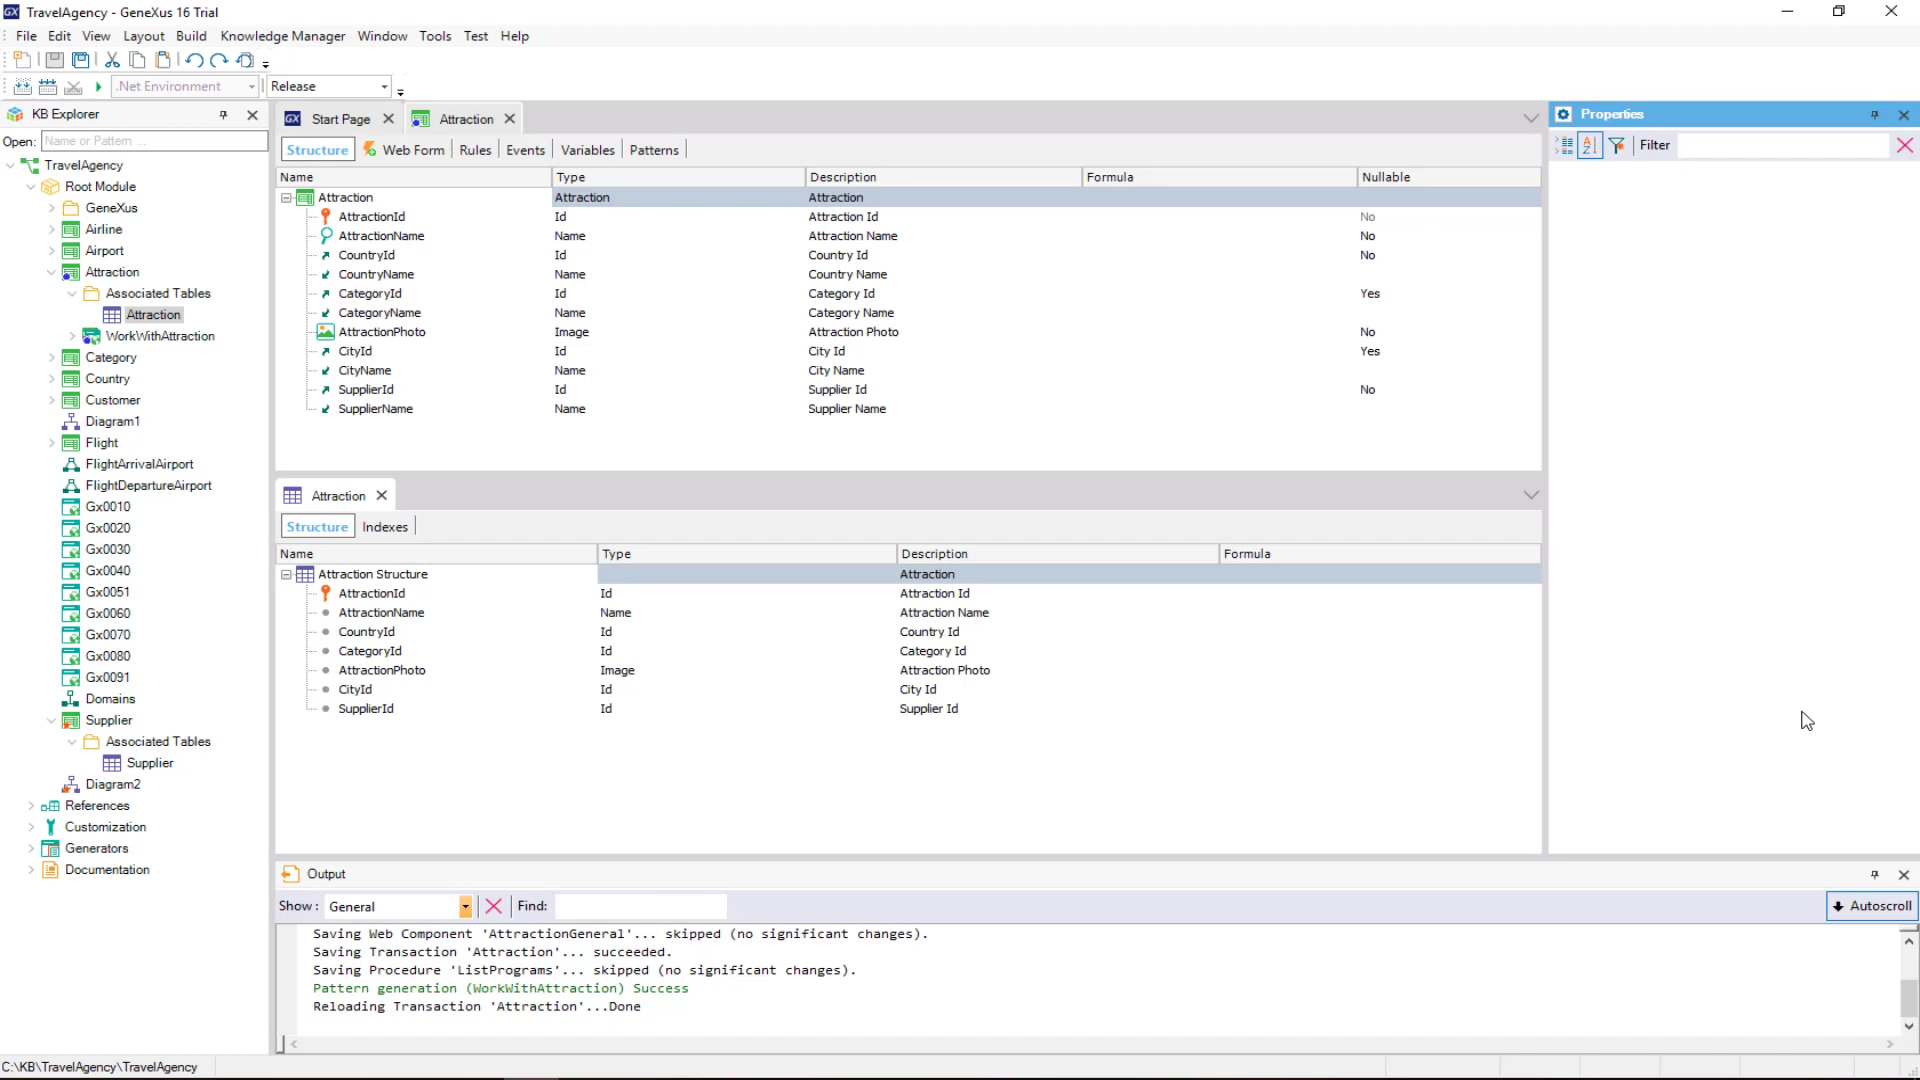 TravelAgency - GeneXus 16 Trial
File Edit View Layout Build Knowledge Manager Window Tools Test Help
.Net Environment Release
KB Explorer
Open: Name or Pattern ...
TravelAgency
Root Module
GeneXus
Airline
Airport
Attraction
Associated Tables
Attraction
WorkWithAttraction
Category
Country
Customer
Diagram1
Flight
FlightArrivalAirport
FlightDepartureAirport
Gx0010
Gx0020
Gx0030
Gx0040
Gx0051
Gx0060
Gx0070
Gx0080
Gx0091
Domains
Supplier
Associated Tables
Supplier
Diagram2
References
Customization
Generators
Documentation
Start Page Attraction
Structure Web Form Rules Events Variables Patterns
Name Type Description Formula Nullable
Attraction Attraction Attraction
AttractionId Id Attraction Id No
AttractionName Name Attraction Name No
CountryId Id Country Id No
CountryName Name Country Name
CategoryId Id Category Id Yes
CategoryName Name Category Name
AttractionPhoto Image Attraction Photo No
CityId Id City Id Yes
CityName Name City Name
SupplierId Id Supplier Id No
SupplierName Name Supplier Name
Attraction
Structure Indexes
Name Type Description Formula
Attraction Structure Attraction
AttractionId Id Attraction Id
AttractionName Name Attraction Name
CountryId Id Country Id
CategoryId Id Category Id
AttractionPhoto Image Attraction Photo
CityId Id City Id
SupplierId Id Supplier Id
Properties
Filter
Output
Show : General Find: Autoscroll
Saving Web Component 'AttractionGeneral'... skipped (no significant changes).
Saving Transaction 'Attraction'... succeeded.
Saving Procedure 'ListPrograms'... skipped (no significant changes).
Pattern generation (WorkWithAttraction) Success
Reloading Transaction 'Attraction'...Done
C:\KB\TravelAgency\TravelAgency